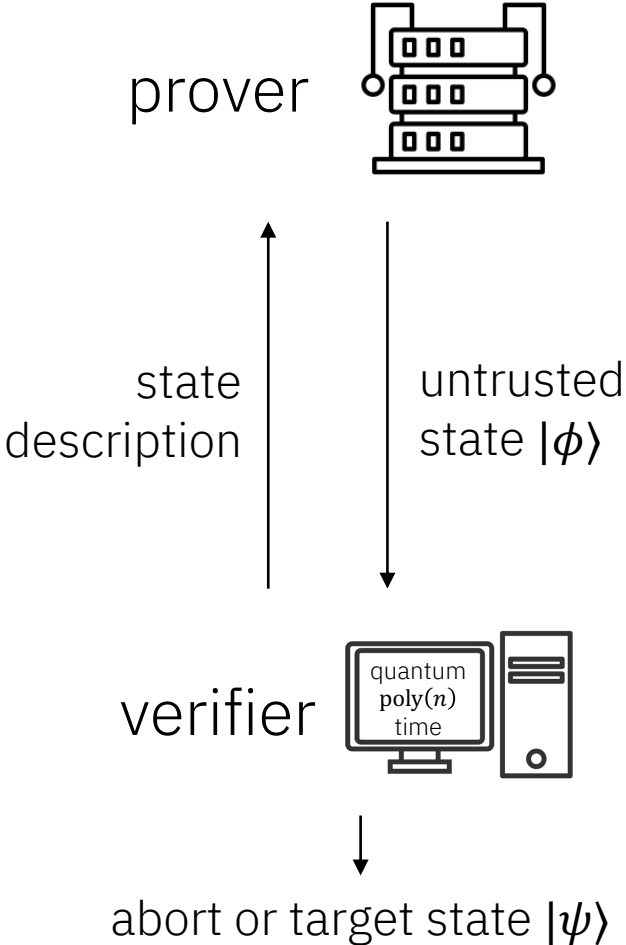 prover
state
description
untrusted
state |ϕ⟩
quantum
poly(n)
time
verifier
abort or target state |ψ⟩